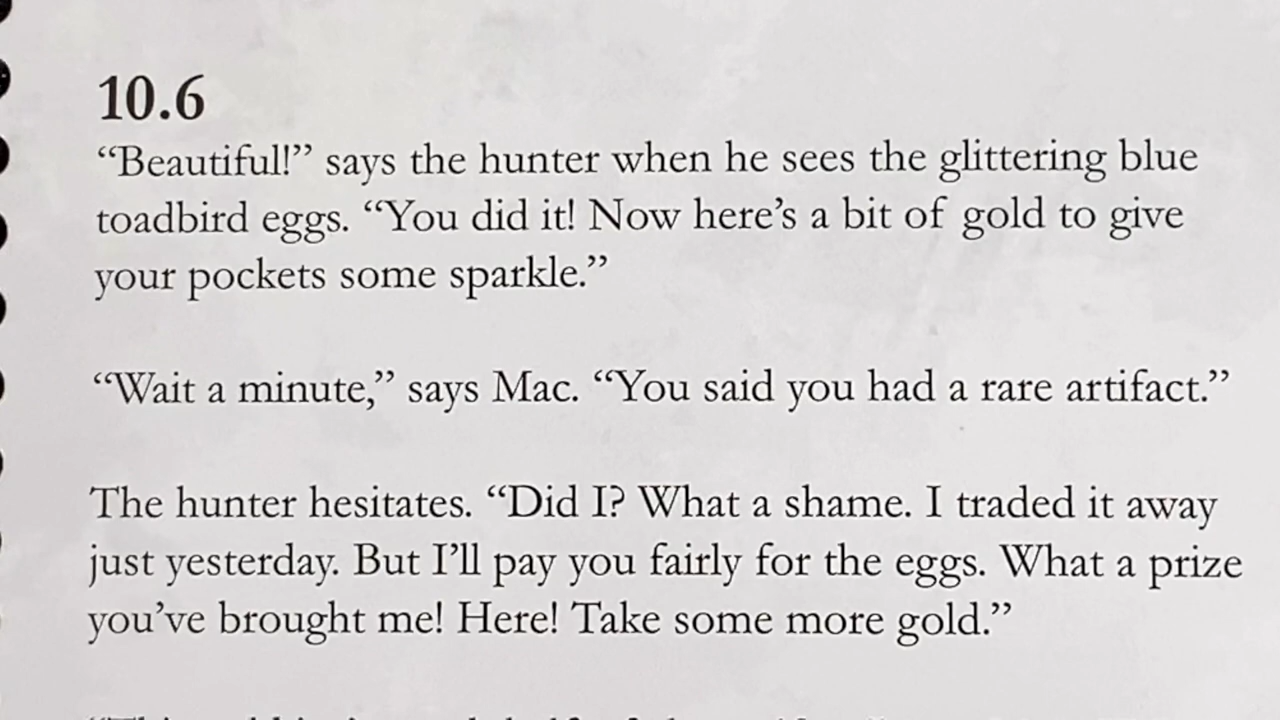 10.6
“Beautiful!” says the hunter when he sees the glittering blue
toadbird eggs. “You did it! Now here’s a bit of gold to give
your pockets some sparkle.”
“Wait a minute,” says Mac. “You said you had a rare artifact.”
The hunter hesitates. “Did I? What a shame. I traded it away
just yesterday. But I’ll pay you fairly for the eggs. What a prize
you’ve brought me! Here! Take some more gold.”